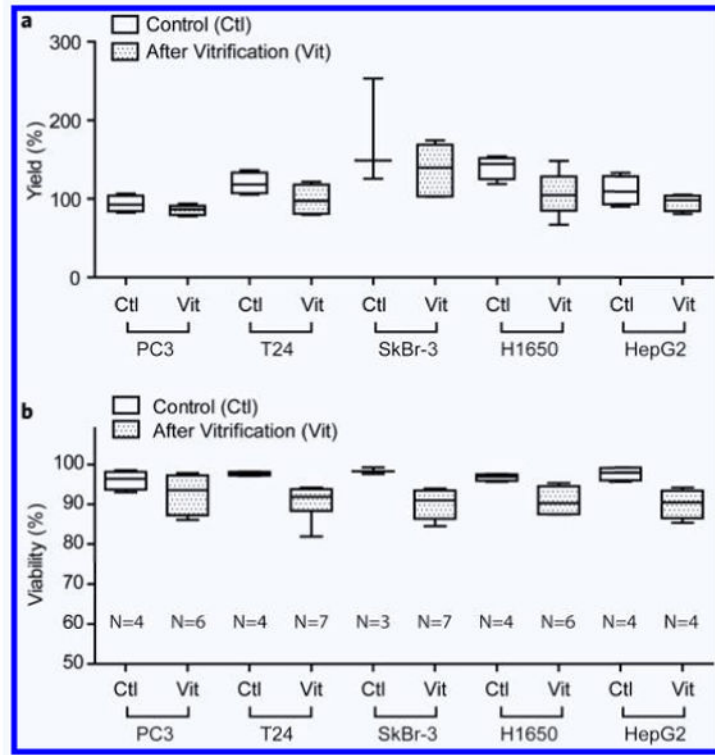 a
Control (Ctl)
After Vitrification (Vit)
300
200
100
0
Yield (%)
Ctl Vit Ctl Vit Ctl Vit Ctl Vit Ctl Vit
PC3 T24 SkBr-3 H1650 HepG2
b
Control (Ctl)
After Vitrification (Vit)
100
90
80
70
60
50
Viability (%)
N=4 N=6 N=4 N=7 N=3 N=7 N=4 N=6 N=4 N=4
Ctl Vit Ctl Vit Ctl Vit Ctl Vit Ctl Vit
PC3 T24 SkBr-3 H1650 HepG2